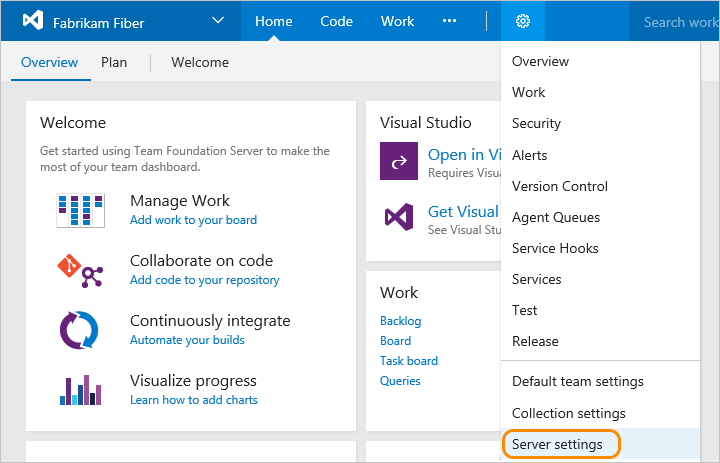 Fabrikam Fiber
Home
Code
Work
Search work
Overview
Plan
Welcome
Welcome
Get started using Team Foundation Server to make the
most of your team dashboard.
Manage Work
Add work to your board
Collaborate on code
Add code to your repository
Continuously integrate
Automate your builds
Visualize progress
Learn how to add charts
Visual Studio
Open in Vi
Requires Visua
Get Visual
See Visual Stu
Work
Backlog
Board
Task board
Queries
Overview
Work
Security
Alerts
Version Control
Agent Queues
Service Hooks
Services
Test
Release
Default team settings
Collection settings
Server settings